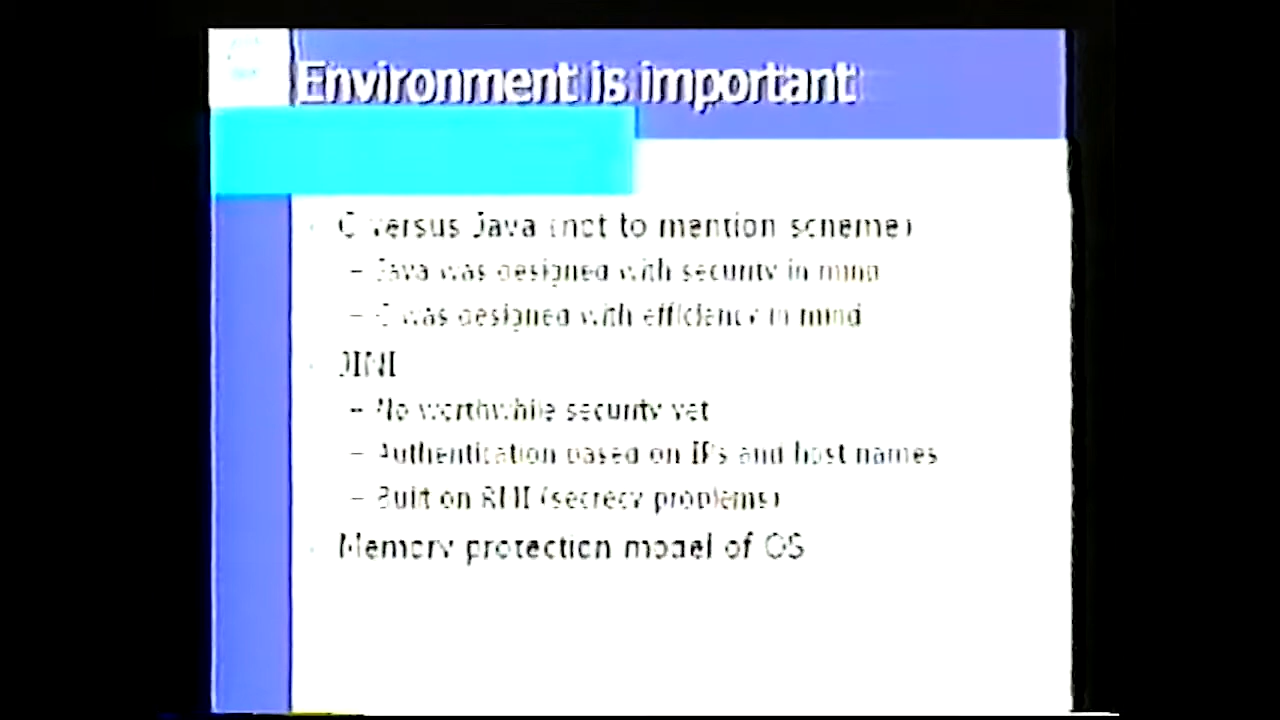 Environment is important
C versus Java (not to mention scheme)
– Java was designed with security in mind
– C was designed with efficiency in mind
JINI
– No worthwhile security yet
– Authentication based on IPs and host names
– Built on RMI (secrecy problems)
Memory protection model of OS